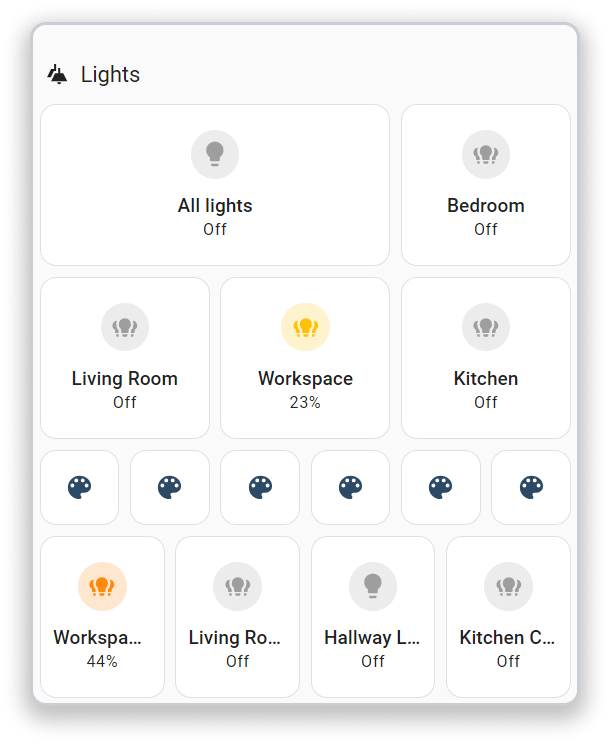 Lights
All lights
Off
Bedroom
Off
Living Room
Off
Workspace
23%
Kitchen
Off
Workspa...
44%
Living Ro...
Off
Hallway L...
Off
Kitchen C...
Off